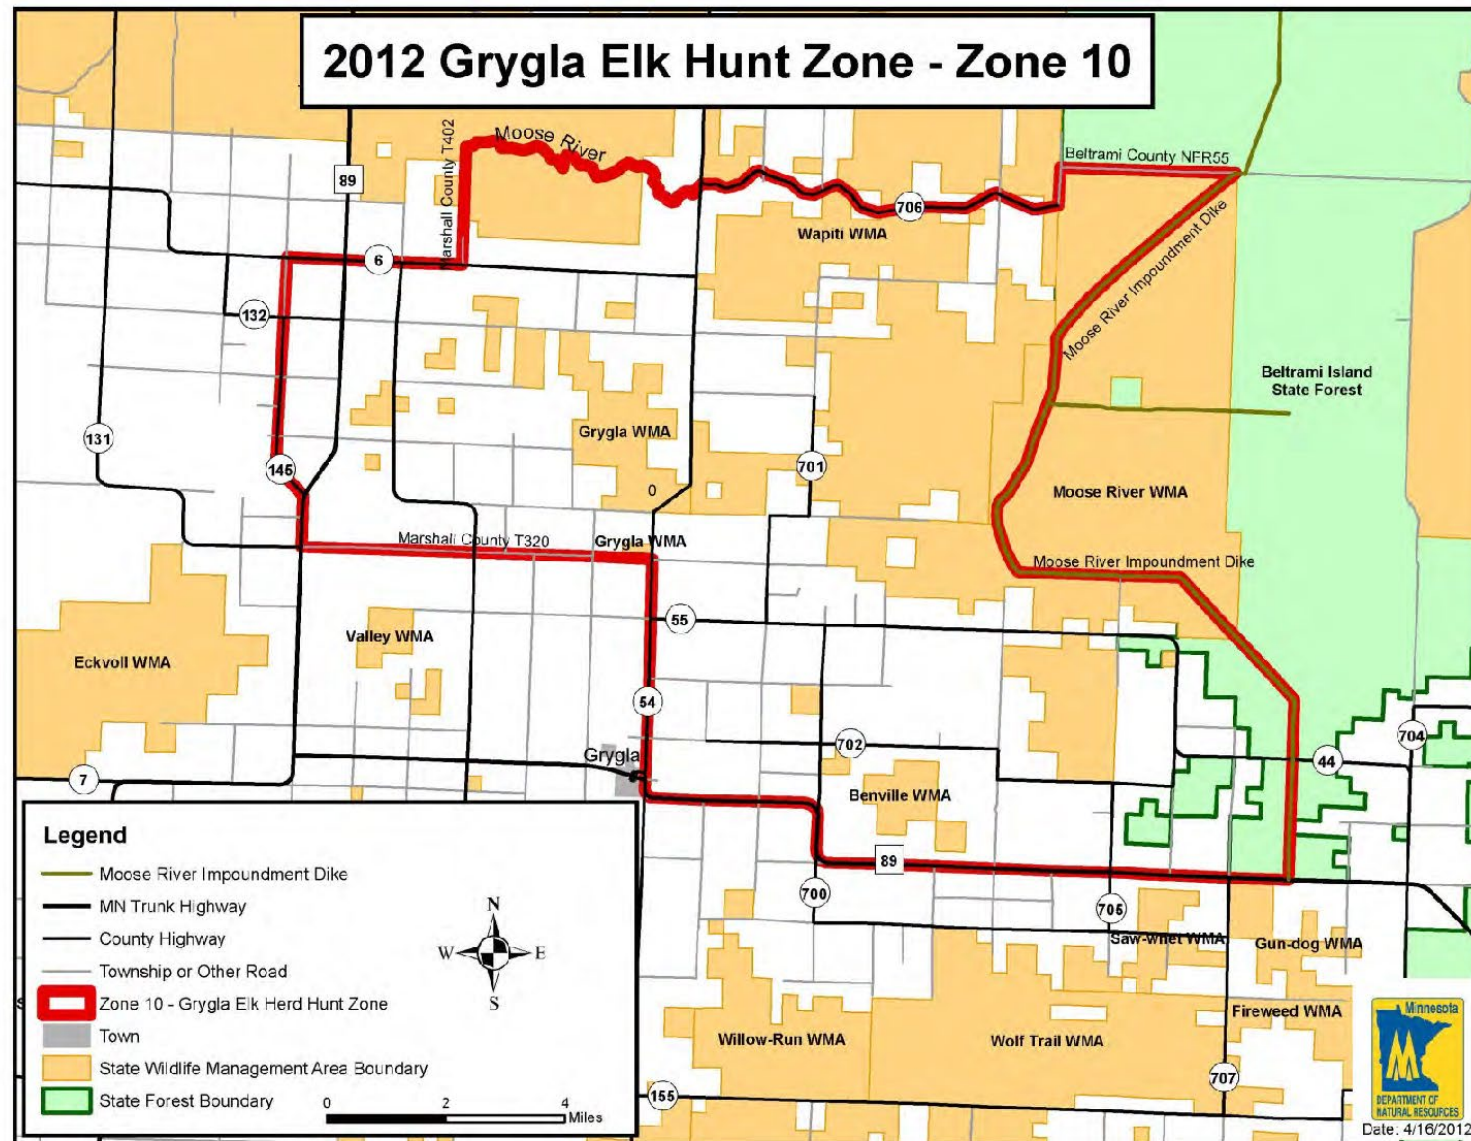 2012 Grygla Elk Hunt Zone - Zone 10
Marshall County T402
Moose River
Beltrami County NFR55
89
706
Wapiti WMA
Moose River Impoundment Dike
6
132
Beltrami Island
State Forest
131
145
Grygla WMA
701
0
Moose River WMA
Marshall County T320
Grygla WMA
Moose River Impoundment Dike
55
Valley WMA
Eckvoll WMA
54
702
704
Grygla
44
7
Benville WMA
89
700
705
Saw-whet WMA
Gun-dog WMA
Fireweed WMA
Willow-Run WMA
Wolf Trail WMA
707
155
Legend
Moose River Impoundment Dike
MN Trunk Highway
County Highway
Township or Other Road
Zone 10 - Grygla Elk Herd Hunt Zone
Town
State Wildlife Management Area Boundary
State Forest Boundary
N
W E
S
0 2 4
Miles
Minnesota
DEPARTMENT OF
NATURAL RESOURCES
Date: 4/16/2012